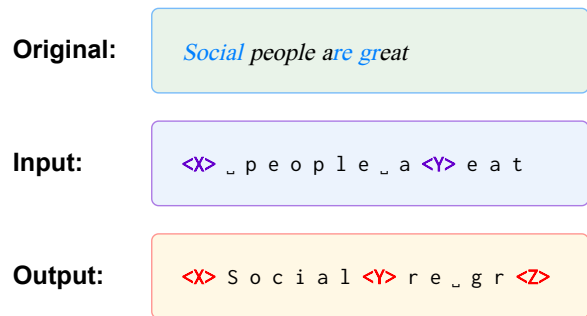 Original: Social people are great
Input: <X> ␣ p e o p l e ␣ a <Y> e a t
Output: <X> S o c i a l <Y> r e ␣ g r <Z>